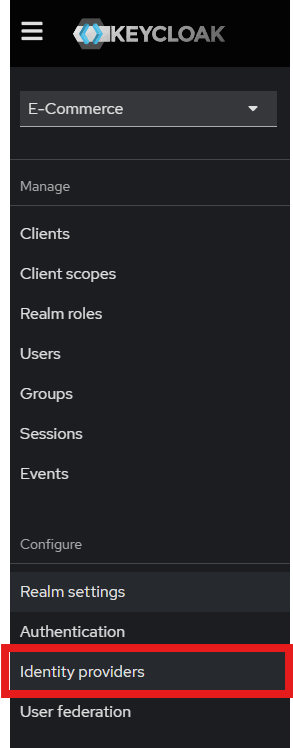 KEYCLOAK
E-Commerce
Manage
Clients
Client scopes
Realm roles
Users
Groups
Sessions
Events
Configure
Realm settings
Authentication
Identity providers
User federation